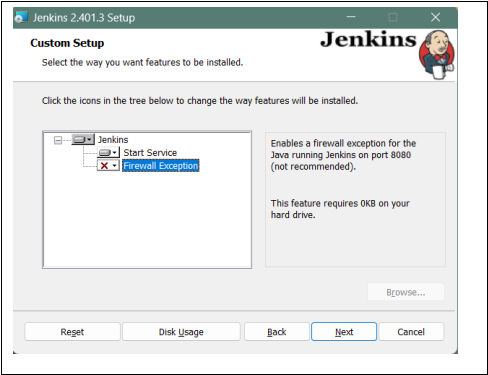 Jenkins 2.401.3 Setup
Custom Setup
Jenkins
Select the way you want features to be installed.
Click the icons in the tree below to change the way features will be installed.
Jenkins
Start Service
Firewall Exception
Enables a firewall exception for the
Java running Jenkins on port 8080
(not recommended).
This feature requires 0KB on your
hard drive.
Browse...
Reset
Disk Usage
Back
Next
Cancel